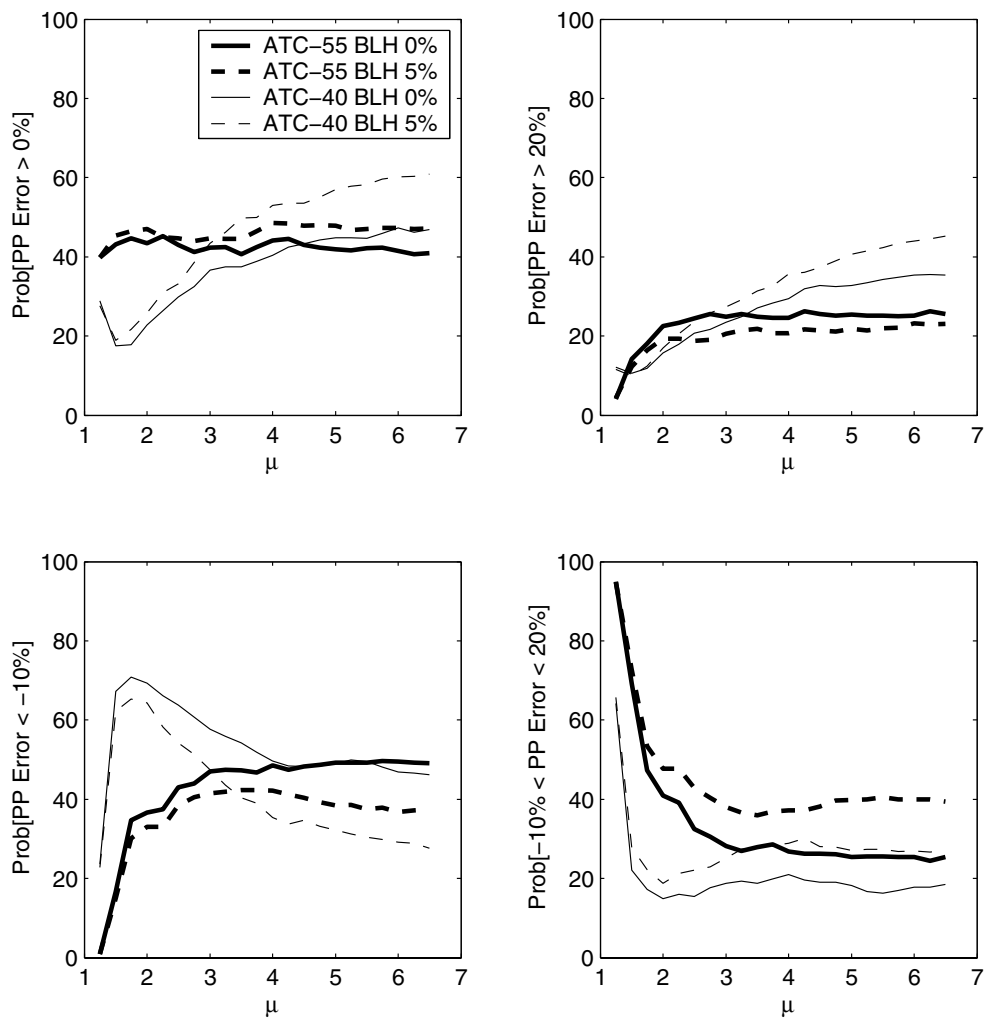 Prob[PP Error > 0%]
100
80
60
40
20
0
1 2 3 4 5 6 7
μ
ATC−55 BLH 0%
ATC−55 BLH 5%
ATC−40 BLH 0%
ATC−40 BLH 5%
Prob[PP Error > 20%]
100
80
60
40
20
0
1 2 3 4 5 6 7
μ
Prob[PP Error < −10%]
100
80
60
40
20
0
1 2 3 4 5 6 7
μ
Prob[−10% < PP Error < 20%]
100
80
60
40
20
0
1 2 3 4 5 6 7
μ